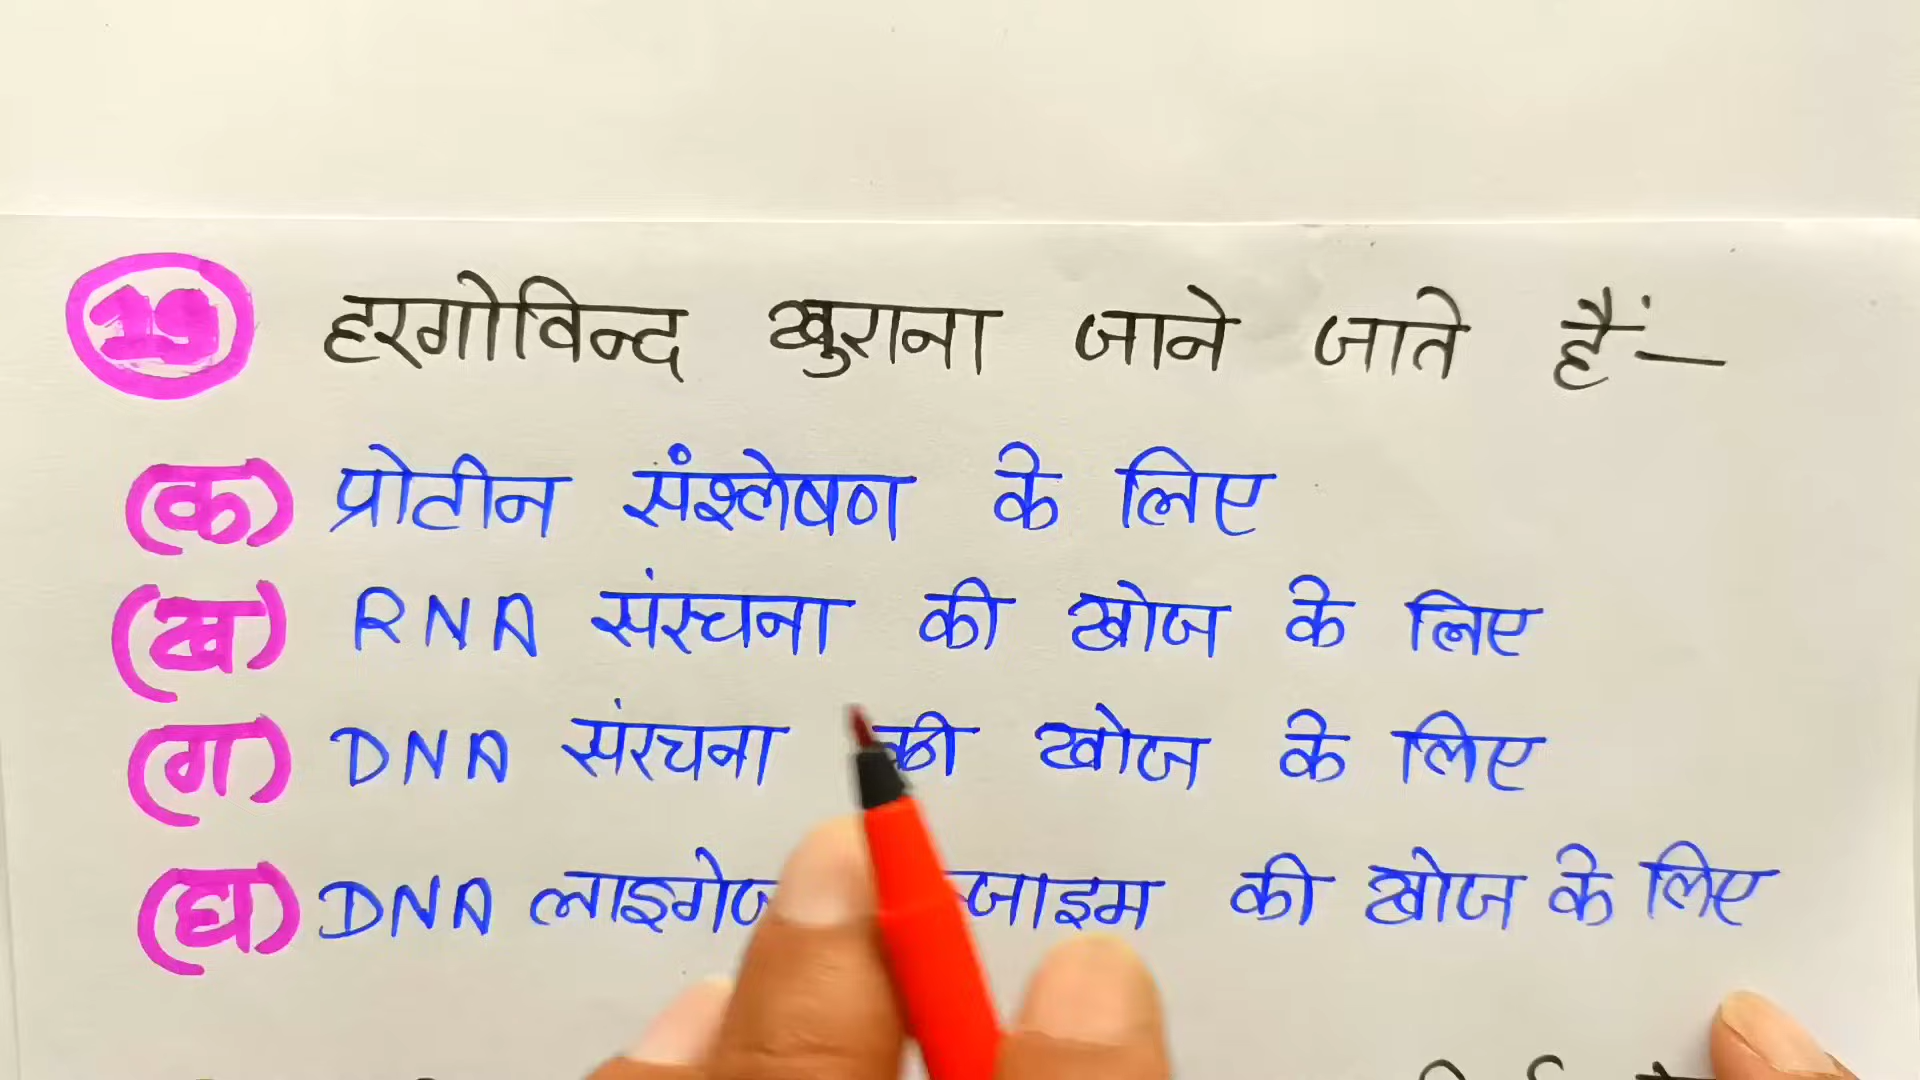 19 हरगोविन्द खुराना जाने जाते हैं-
(क) प्रोटीन संश्लेषण के लिए
(ख) RNA संरचना की खोज के लिए
(ग) DNA संरचना की खोज के लिए
(घ) DNA की खोज के लिए